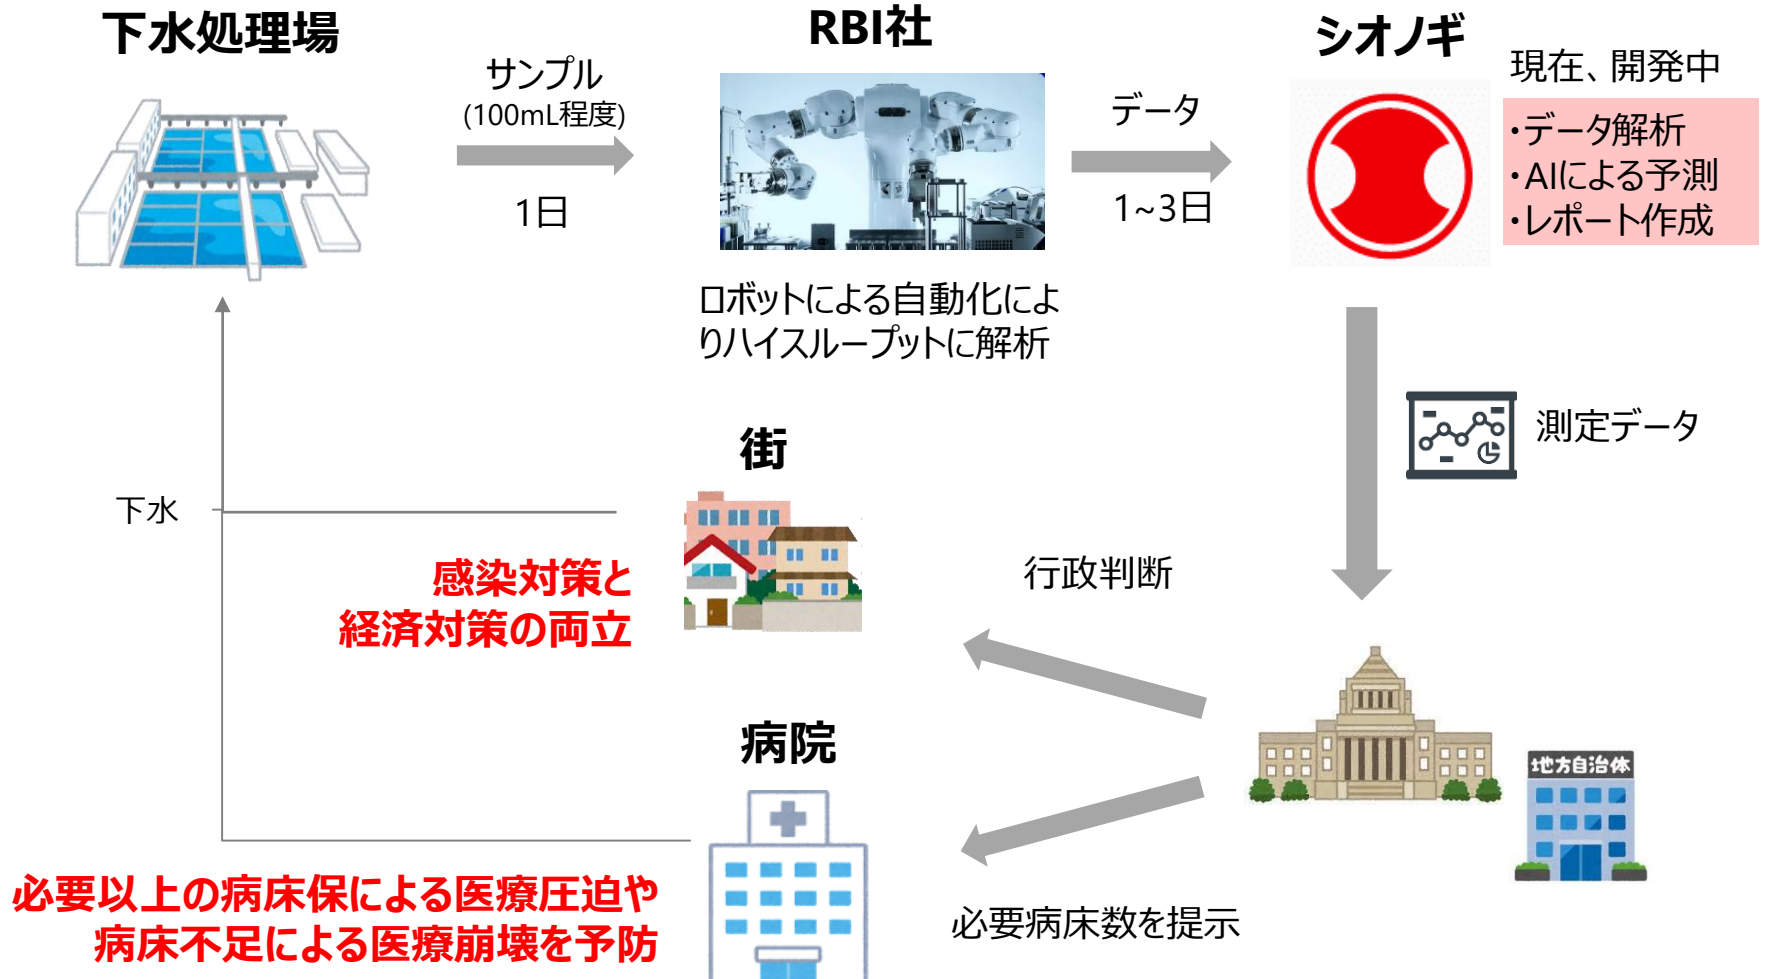 下水処理場
サンプル
(100mL程度)
1日
RBI社
ロボットによる自動化によ
りハイスループットに解析
データ
1~3日
シオノギ
現在、開発中
・データ解析
・AIによる予測
・レポート作成
測定データ
街
下水
感染対策と
経済対策の両立
行政判断
地方自治体
病院
必要以上の病床保による医療圧迫や
病床不足による医療崩壊を予防
必要病床数を提示